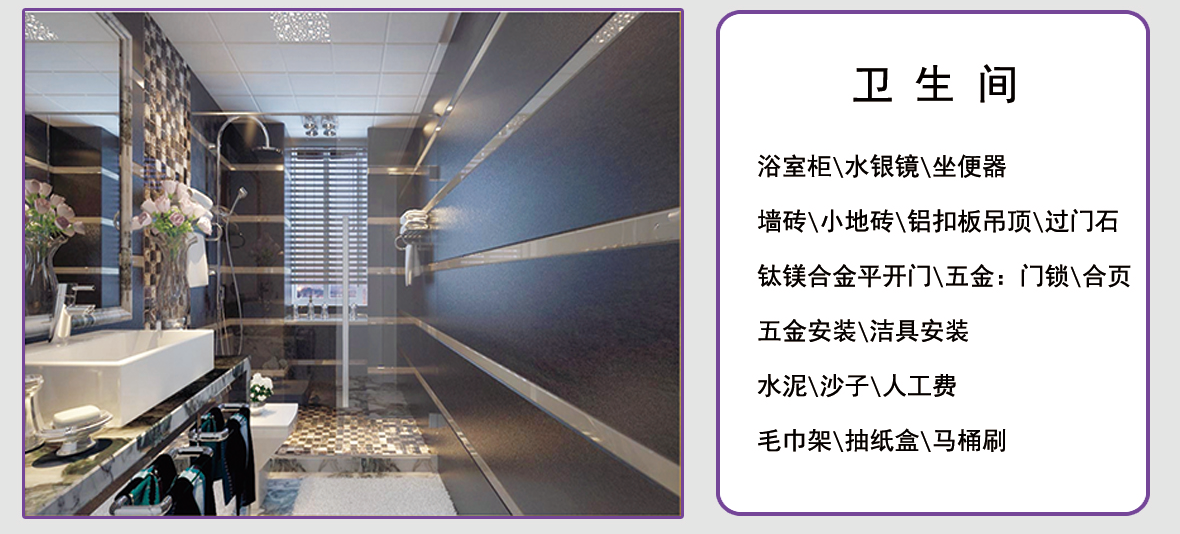 卫生间
浴室柜\水银镜\坐便器
墙砖\小地砖\铝扣板吊顶\过门石
钛镁合金平开门\五金：门锁\合页
五金安装\洁具安装
水泥\沙子\人工费
毛巾架\抽纸盒\马桶刷